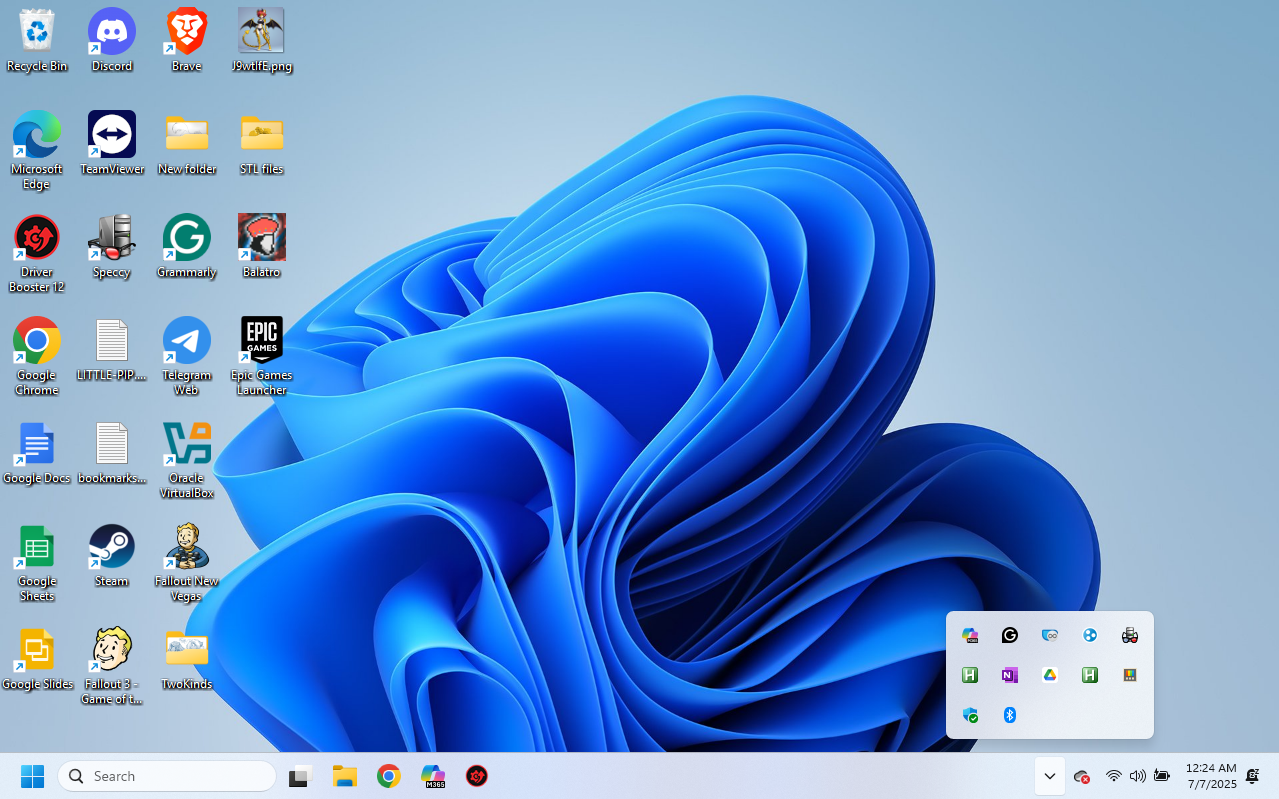 Recycle Bin
Discord
Brave
J9wtlfE.png
Microsoft
Edge
TeamViewer
New folder
STL files
Driver
Booster 12
Speccy
Grammarly
Balatro
Google
Chrome
LITTLE-PIP....
Telegram
Web
EPIC
GAMES
Epic Games
Launcher
Google Docs
bookmarks...
Oracle
VirtualBox
Google
Sheets
Steam
Fallout New
Vegas
Google Slides
Fallout 3 -
Game of t...
TwoKinds
Search
M365
12:24 AM
7/7/2025